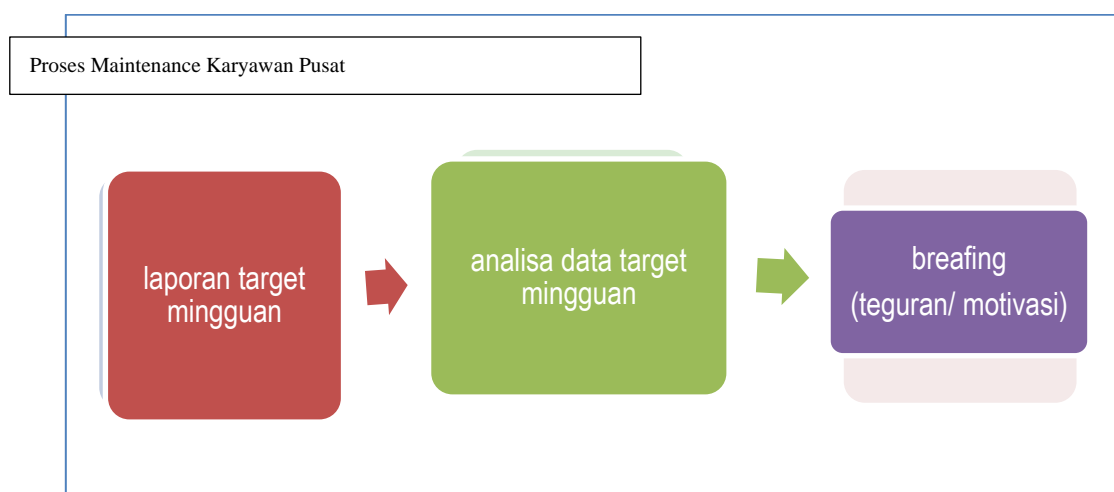 Proses Maintenance Karyawan Pusat
laporan target
mingguan
analisa data target
mingguan
breafing
(teguran/ motivasi)